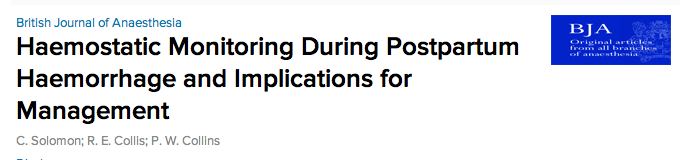 British Journal of Anaesthesia
Haemostatic Monitoring During Postpartum
Haemorrhage and Implications for
Management
C. Solomon; R. E. Collis; P. W. Collins
BJA
Original articles
from all branches
of anaesthesia